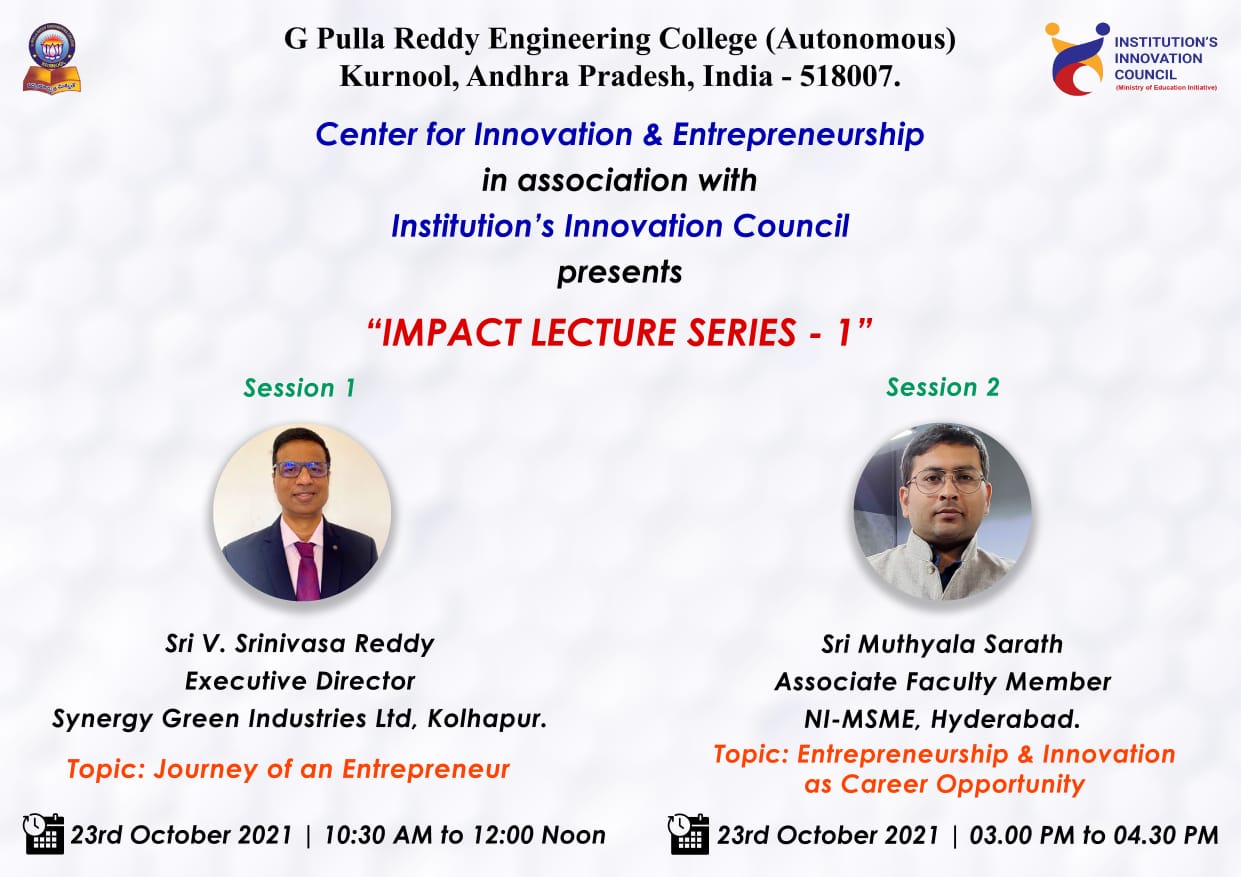 G Pulla Reddy Engineering College (Autonomous)
Kurnool, Andhra Pradesh, India - 518007.
INSTITUTION'S
INNOVATION
COUNCIL
(Ministry of Education Initiative)
Center for Innovation & Entrepreneurship
in association with
Institution's Innovation Council
presents
“IMPACT LECTURE SERIES - 1”
Session 1
Sri V. Srinivasa Reddy
Executive Director
Synergy Green Industries Ltd, Kolhapur.
Topic: Journey of an Entrepreneur
23rd October 2021 | 10:30 AM to 12:00 Noon
Session 2
Sri Muthyala Sarath
Associate Faculty Member
NI-MSME, Hyderabad.
Topic: Entrepreneurship & Innovation
as Career Opportunity
23rd October 2021 | 03.00 PM to 04.30 PM